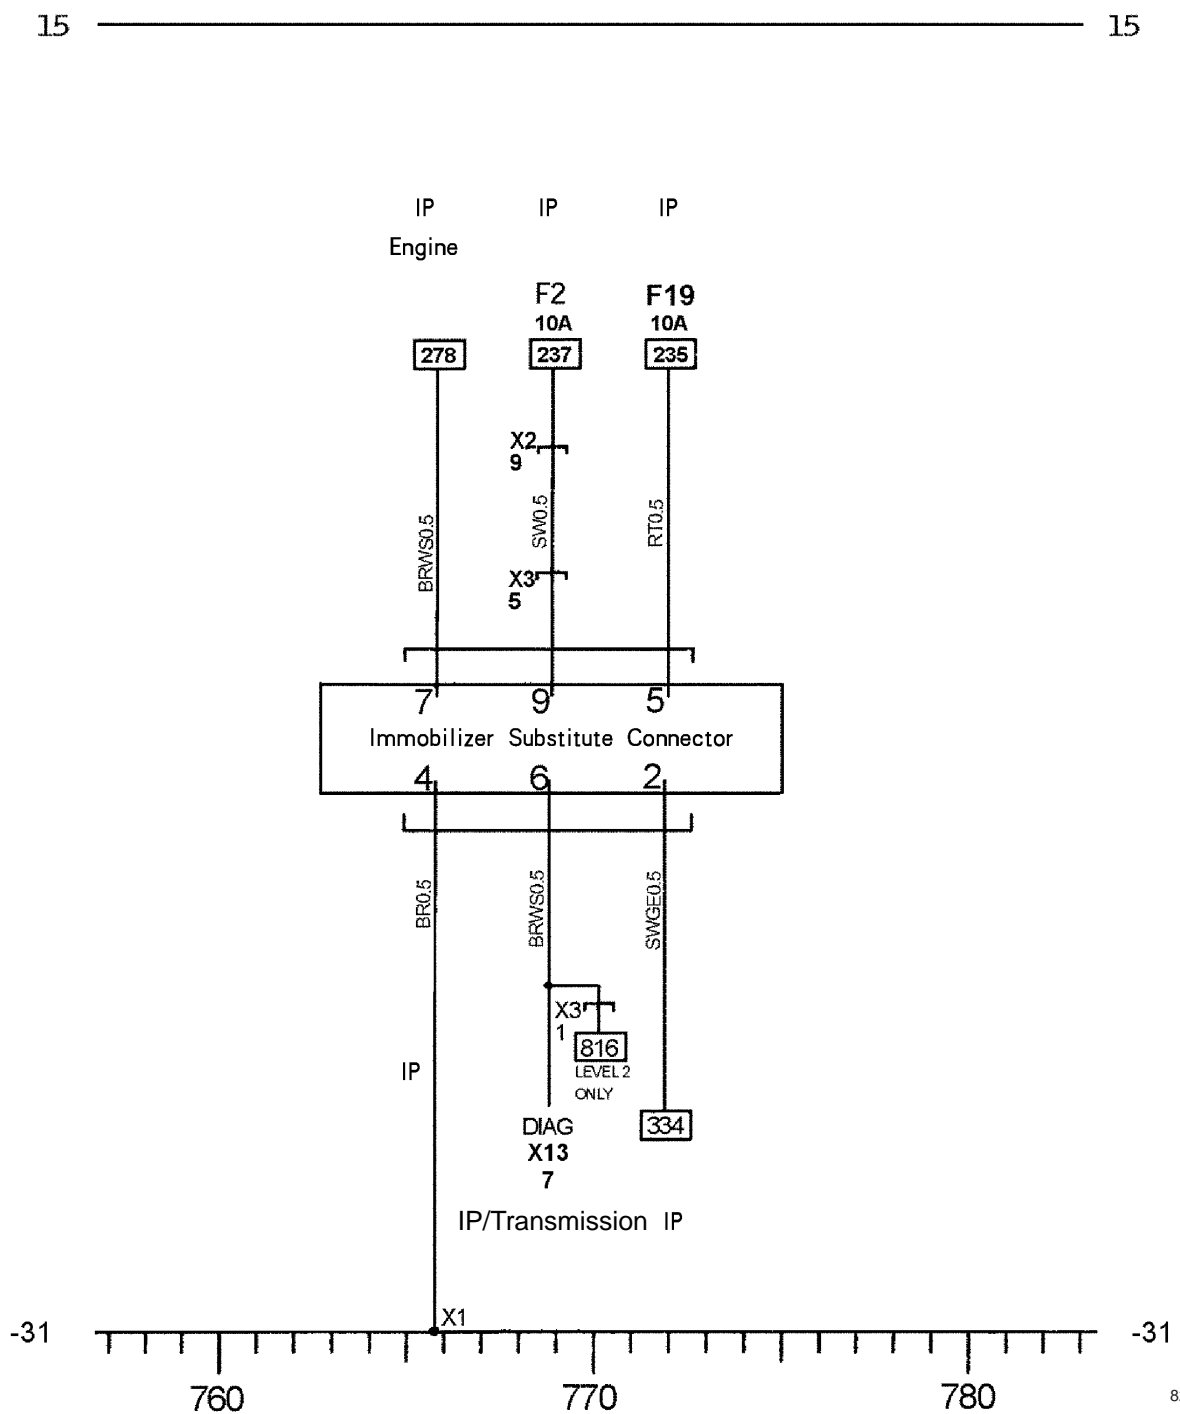 15 15
IP IP IP
Engine
F2 F19
10A 10A
278 237 235
X2
9
BRWS0.5 SW0.5 RT0.5
X3
5
7 9 5
Immobilizer Substitute Connector
4 6 2
BR0.5 BRWS0.5 SWGE0.5
X3
1
816
LEVEL 2
ONLY
IP
DIAG 334
X13
7
IP/Transmission IP
X1
-31 -31
760 770 780